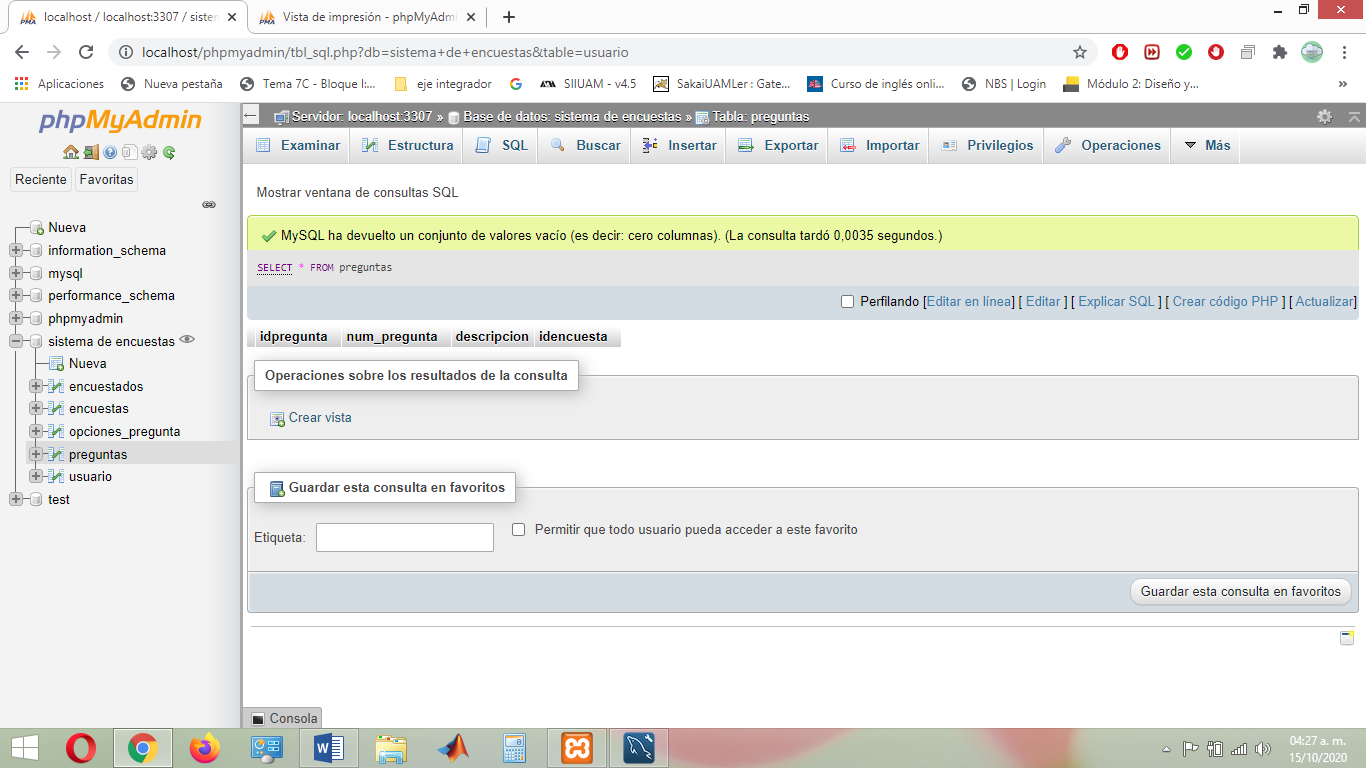 localhost / localhost:3307 / sister
Vista de impresión - phpMyAdmi
localhost/phpmyadmin/tbl_sql.php?db=sistema+de+encuestas&table=usuario
Aplicaciones
Nueva pestaña
Tema 7C - Bloque I:...
eje integrador
SIIUAM - v4.5
SakaiUAMLer : Gate...
Curso de inglés onli...
NBS | Login
Módulo 2: Diseño y...
»
phpMyAdmin
Reciente
Favoritas
Nueva
information_schema
mysql
performance_schema
phpmyadmin
sistema de encuestas
Nueva
encuestados
encuestas
opciones_pregunta
preguntas
usuario
test
Servidor: localhost:3307 » Base de datos: sistema de encuestas » Tabla: preguntas
Examinar
Estructura
SQL
Buscar
Insertar
Exportar
Importar
Privilegios
Operaciones
Más
Mostrar ventana de consultas SQL
MySQL ha devuelto un conjunto de valores vacío (es decir: cero columnas). (La consulta tardó 0,0035 segundos.)
SELECT * FROM preguntas
Perfilando [Editar en línea] [ Editar ] [ Explicar SQL ] [ Crear código PHP ] [ Actualizar]
idpregunta num_pregunta descripcion idencuesta
Operaciones sobre los resultados de la consulta
Crear vista
Guardar esta consulta en favoritos
Etiqueta:
Permitir que todo usuario pueda acceder a este favorito
Guardar esta consulta en favoritos
Consola
04:27 a. m.
15/10/2020